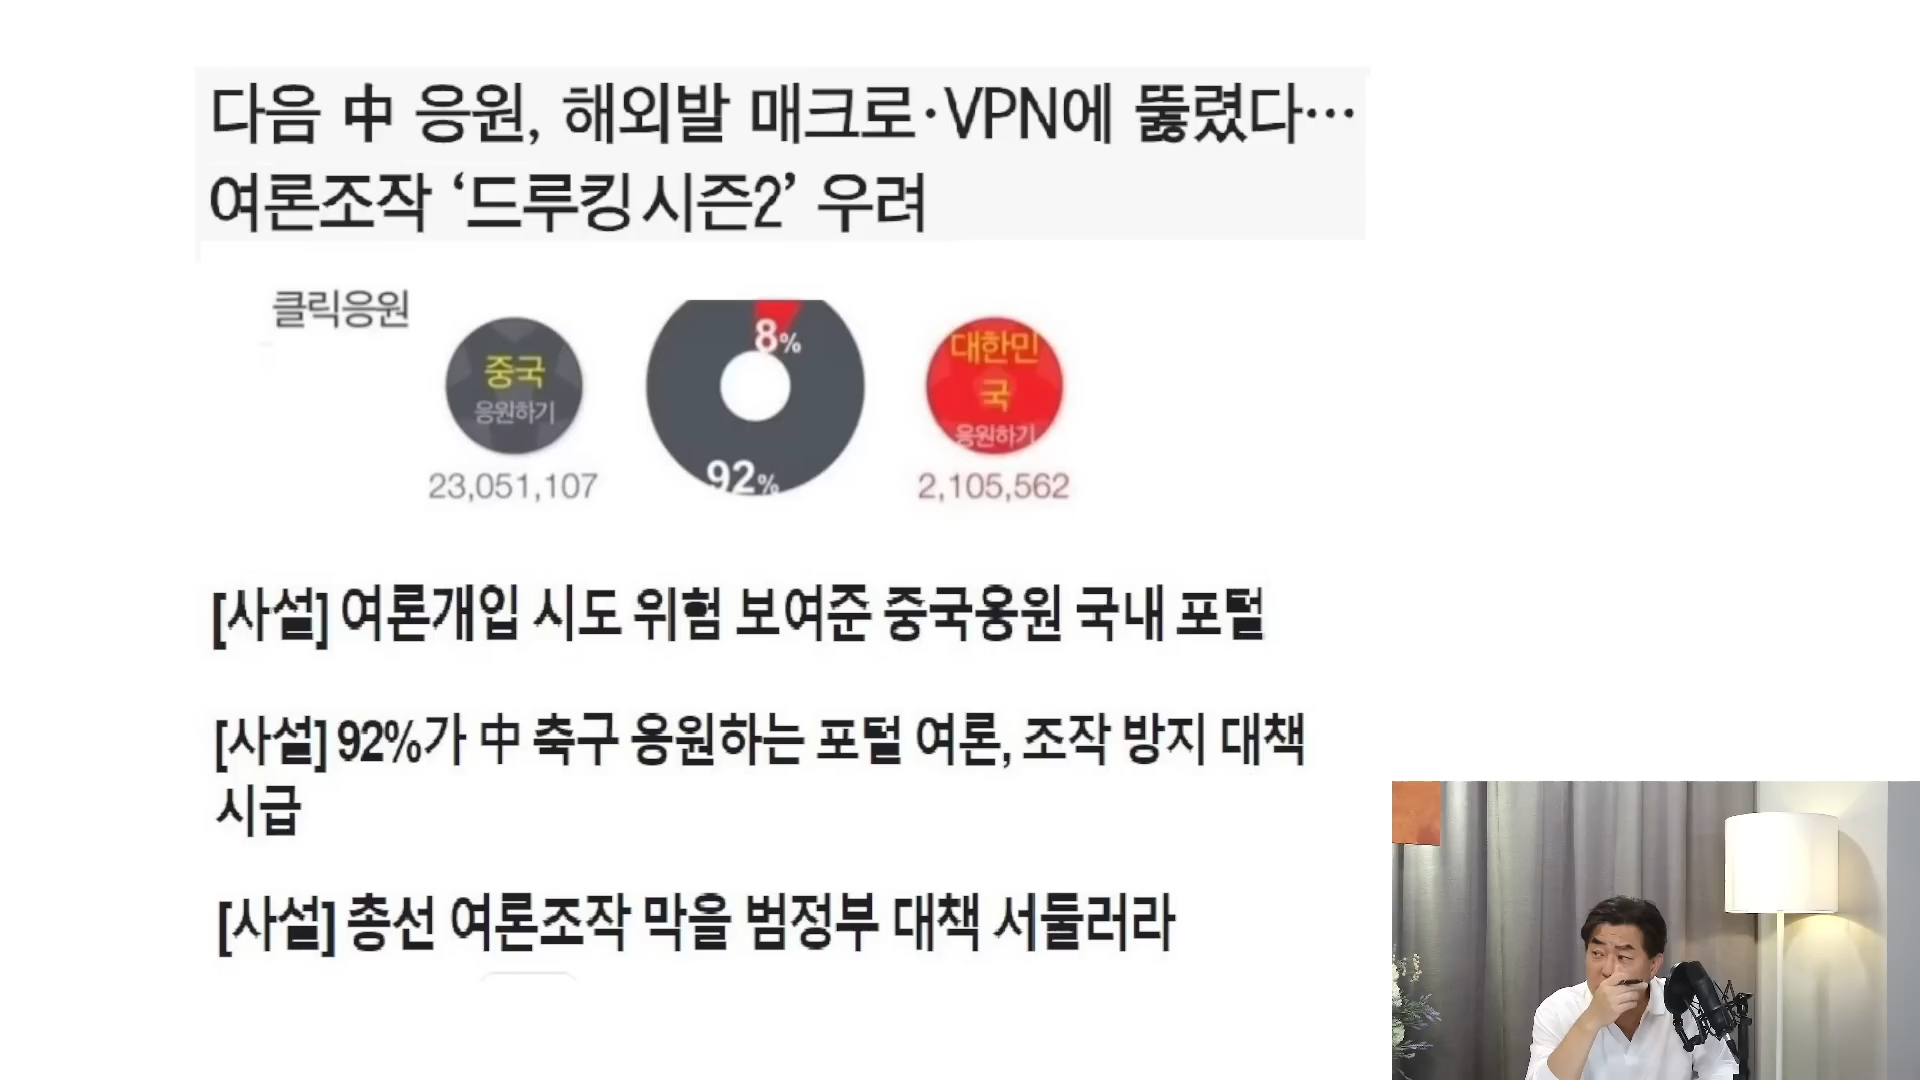 다음 中 응원, 해외발 매크로·VPN에 뚫렸다…
여론조작 ‘드루킹 시즌2’ 우려
클릭응원
중국
응원하기
23,051,107
8%
92%
대한민
국
응원하기
2,105,562
[사설] 여론개입 시도 위험 보여준 중국응원 국내 포털
[사설] 92%가 中 축구 응원하는 포털 여론, 조작 방지 대책
시급
[사설] 총선 여론조작 막을 범정부 대책 서둘러라